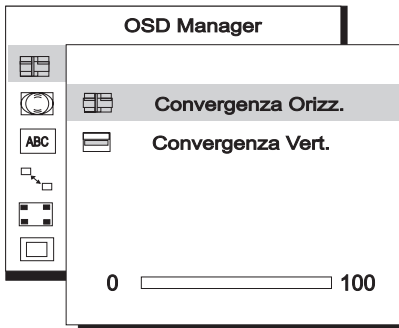 OSD Manager
Convergenza Orizz.
ABC
Convergenza Vert.
0 100